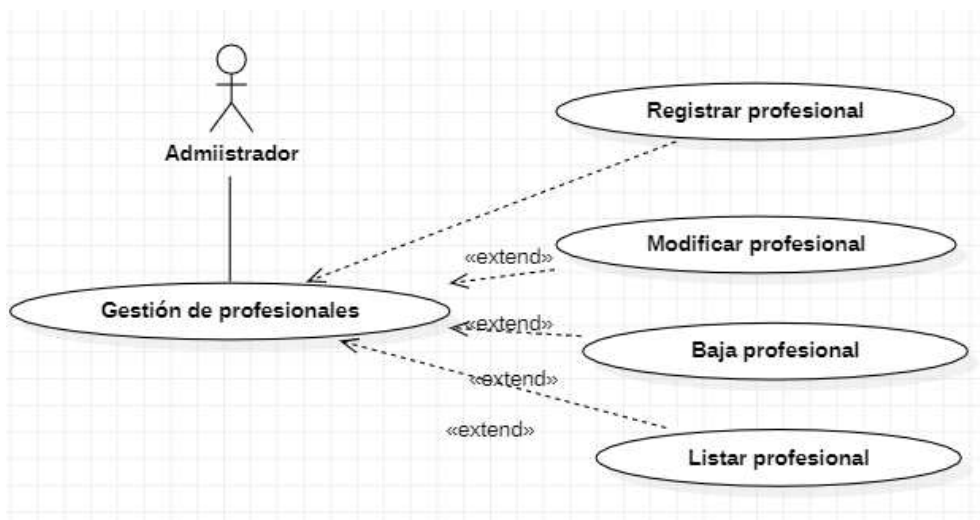 Admiistrador
Registrar profesional
Modificar profesional
«extend»
Gestión de profesionales
«extend»
Baja profesional
«extend»
«extend»
Listar profesional